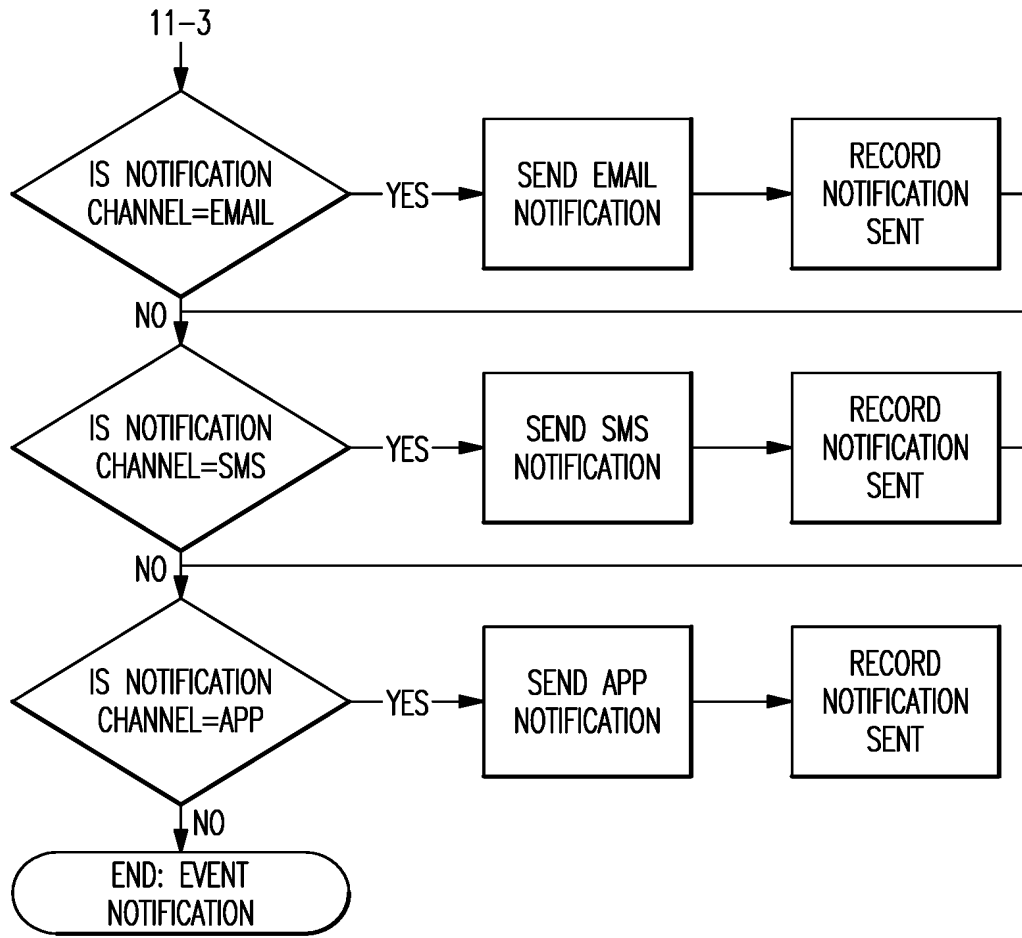 11-3
IS NOTIFICATION
CHANNEL=EMAIL
YES
SEND EMAIL
NOTIFICATION
RECORD
NOTIFICATION
SENT
NO
IS NOTIFICATION
CHANNEL=SMS
YES
SEND SMS
NOTIFICATION
RECORD
NOTIFICATION
SENT
NO
IS NOTIFICATION
CHANNEL=APP
YES
SEND APP
NOTIFICATION
RECORD
NOTIFICATION
SENT
NO
END: EVENT
NOTIFICATION